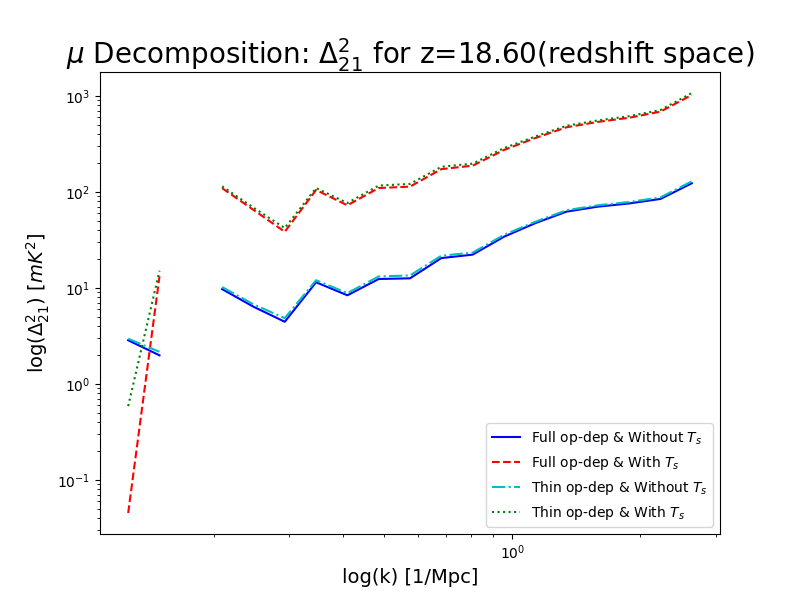 μ Decomposition: Δ²₂₁ for z=18.60(redshift space)
log(Δ²₂₁) [mK²]
10³
10²
10¹
10⁰
10⁻¹
Full op-dep & Without Tₛ
Full op-dep & With Tₛ
Thin op-dep & Without Tₛ
Thin op-dep & With Tₛ
10⁰
log(k) [1/Mpc]